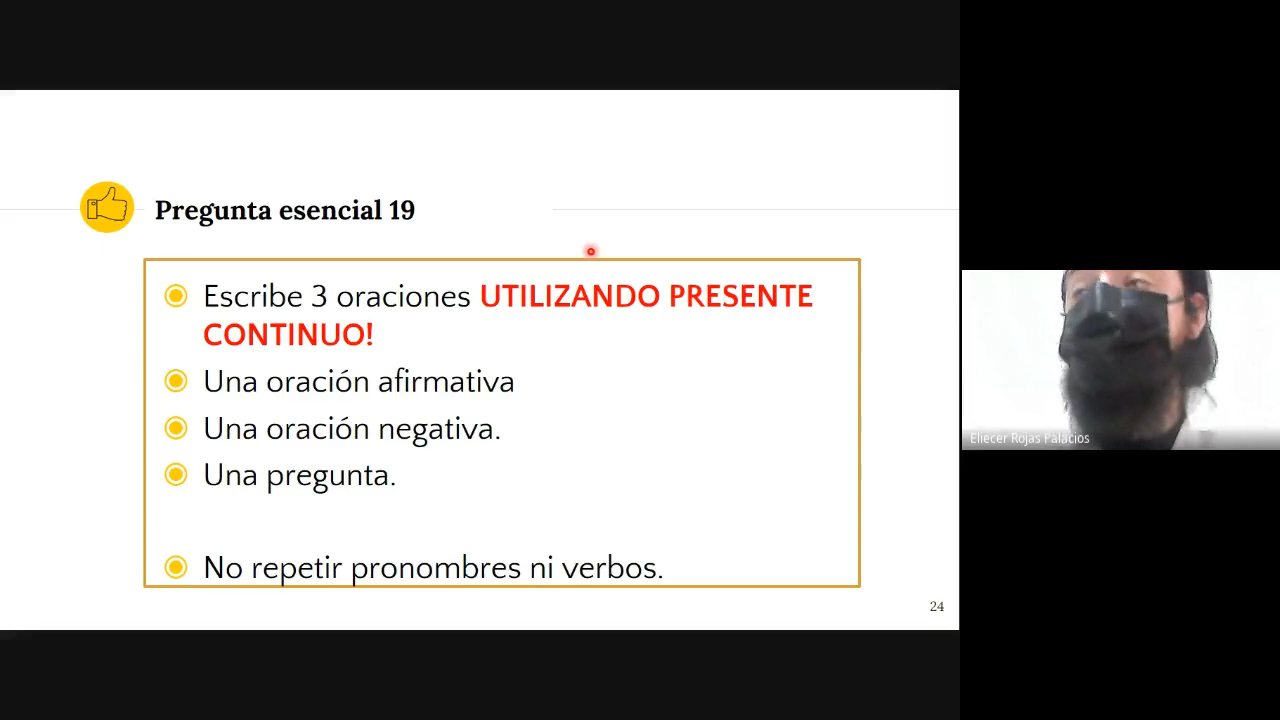 Pregunta esencial 19
Escribe 3 oraciones UTILIZANDO PRESENTE
CONTINUO!
Una oración afirmativa
Una oración negativa.
Una pregunta.
No repetir pronombres ni verbos.
24
Eliecer Rojas Palacios